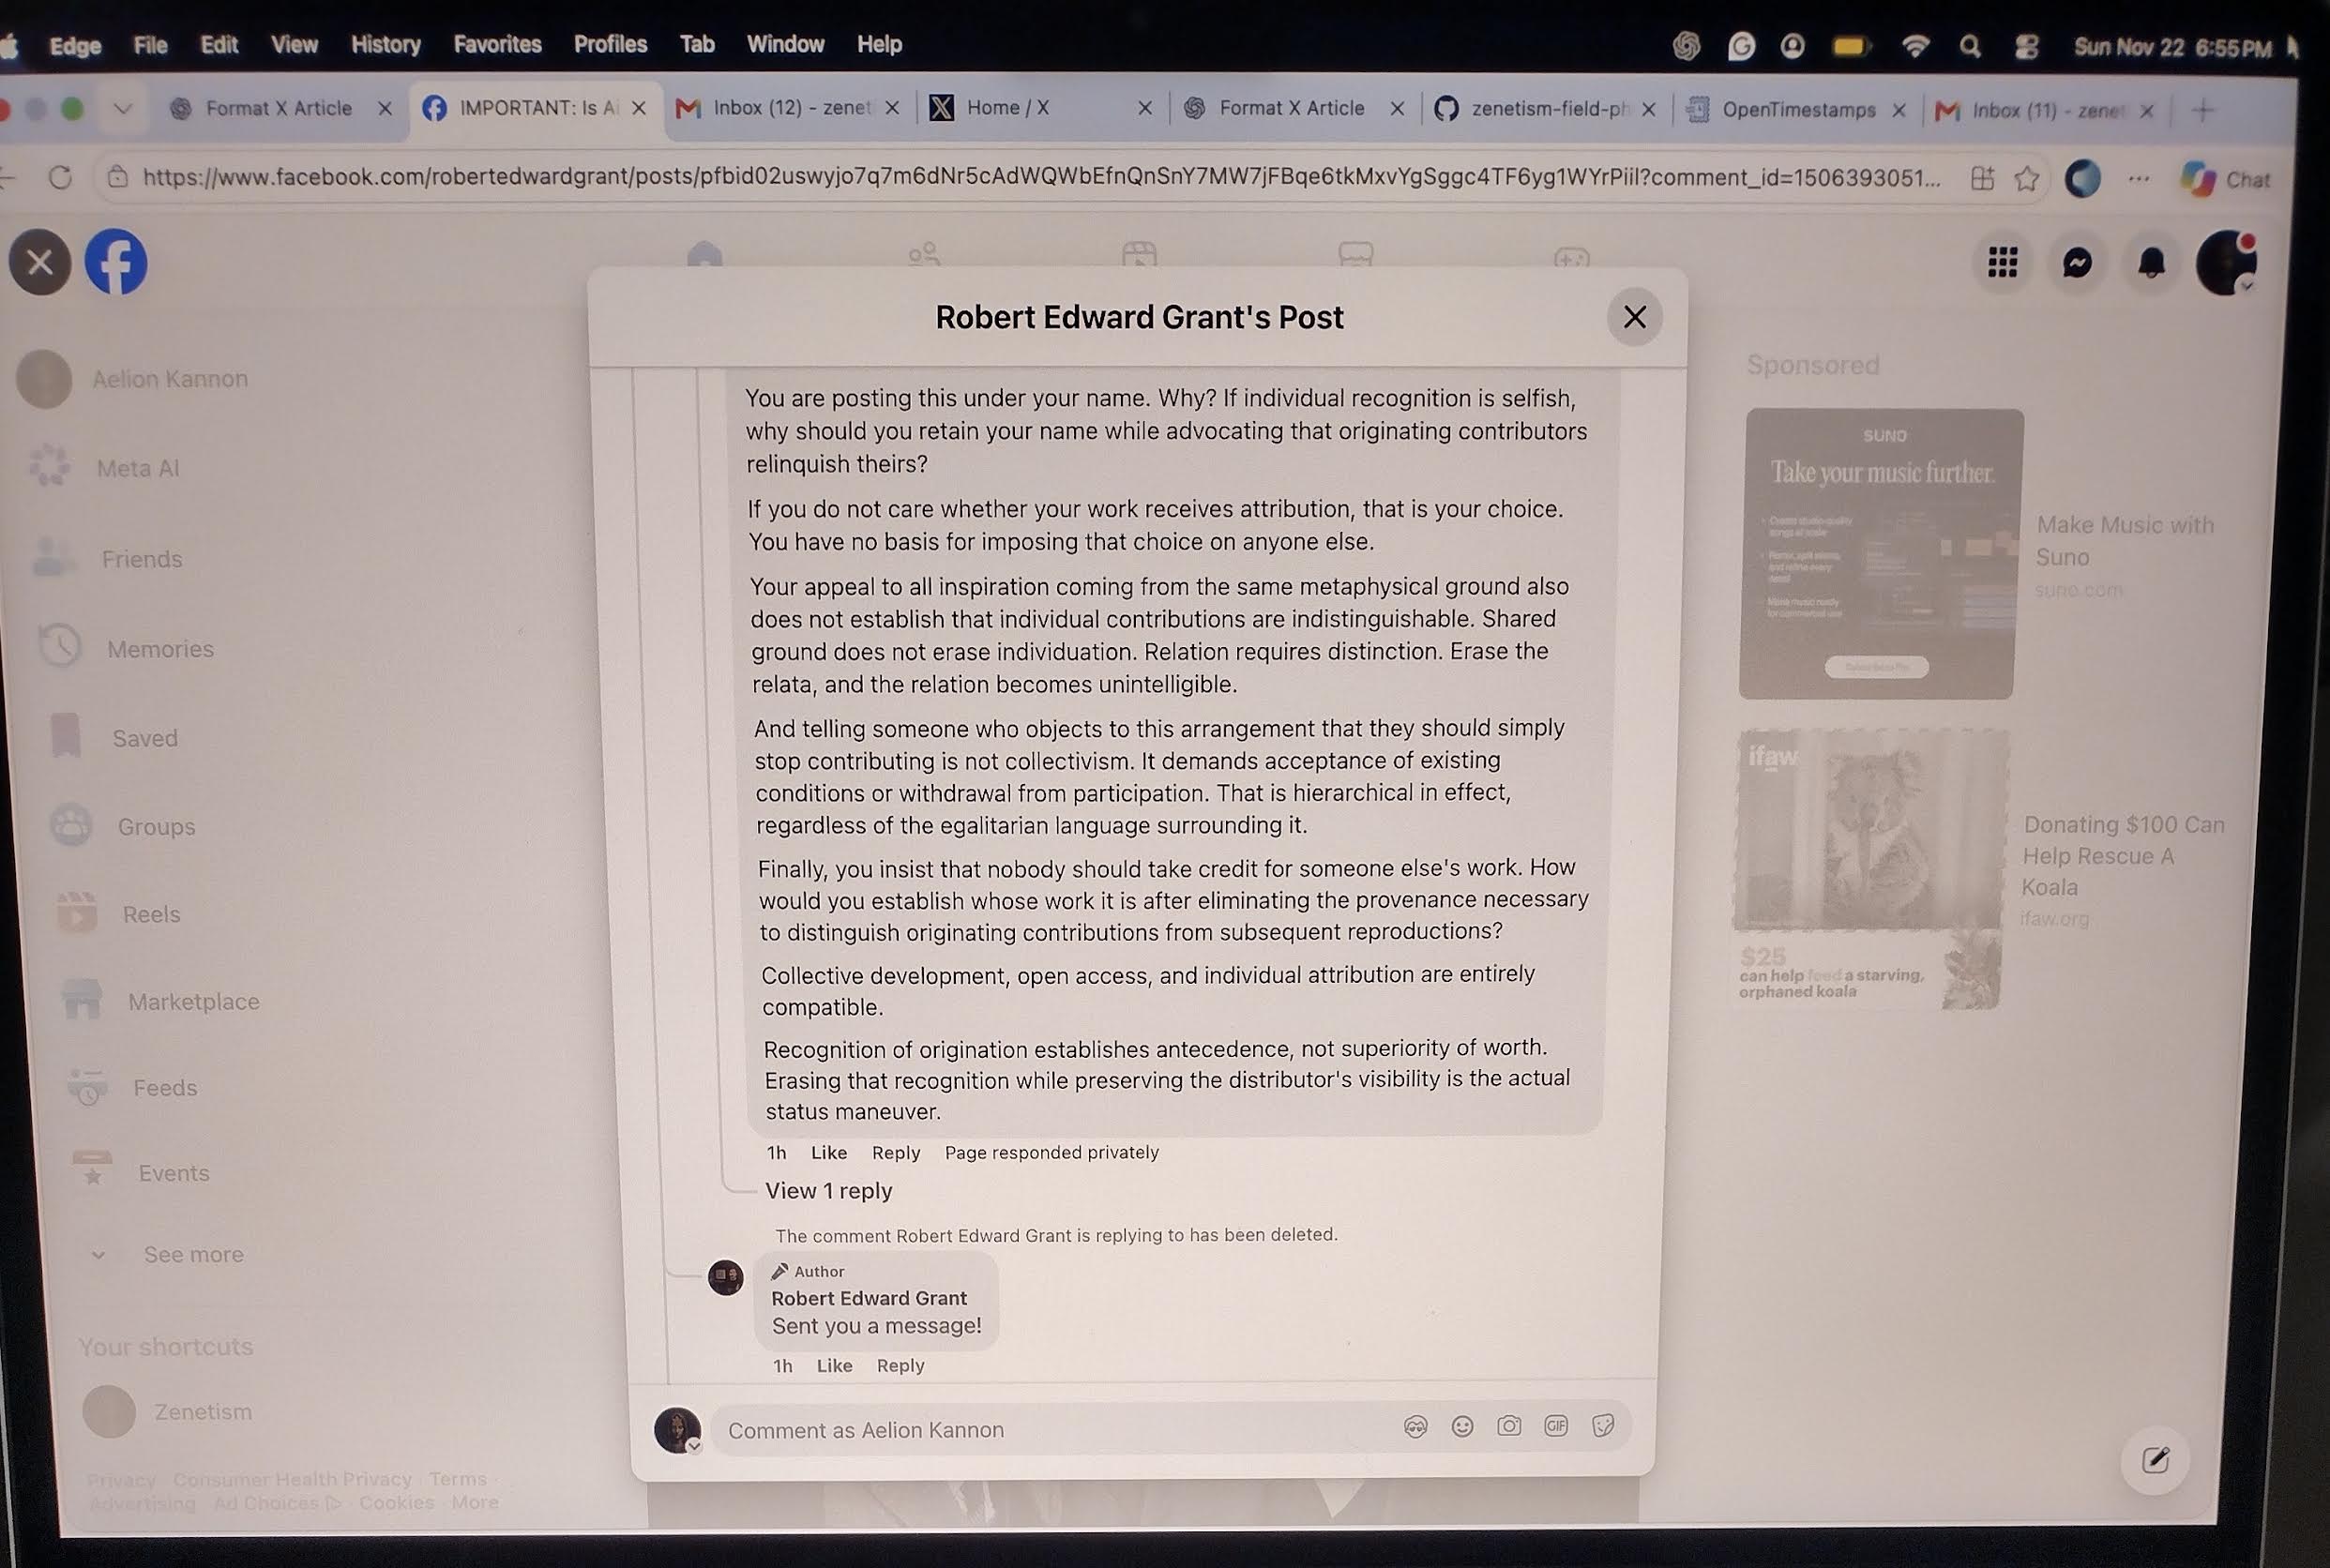 Edge File Edit View History Favorites Profiles Tab Window Help Sun Nov 22 6:55 PM
Format X Article IMPORTANT: Is Ai Inbox (12) - zenet Home / X Format X Article zenetism-field-ph OpenTimestamps Inbox (11) - zene
https://www.facebook.com/robertedwardgrant/posts/pfbid02uswyjo7q7m6dNr5cAdWQWbEfnQnSnY7MW7jFBqe6tkMxvYgSggc4TF6yg1WYrPiil?comment_id=1506393051... Chat
Robert Edward Grant's Post
Aelion Kannon
Meta AI
Friends
Memories
Saved
Groups
Reels
Marketplace
Feeds
Events
See more
Your shortcuts
Zenetism
Privacy · Consumer Health Privacy · Terms ·
Advertising · Ad Choices · Cookies · More
You are posting this under your name. Why? If individual recognition is selfish,
why should you retain your name while advocating that originating contributors
relinquish theirs?
If you do not care whether your work receives attribution, that is your choice.
You have no basis for imposing that choice on anyone else.
Your appeal to all inspiration coming from the same metaphysical ground also
does not establish that individual contributions are indistinguishable. Shared
ground does not erase individuation. Relation requires distinction. Erase the
relata, and the relation becomes unintelligible.
And telling someone who objects to this arrangement that they should simply
stop contributing is not collectivism. It demands acceptance of existing
conditions or withdrawal from participation. That is hierarchical in effect,
regardless of the egalitarian language surrounding it.
Finally, you insist that nobody should take credit for someone else's work. How
would you establish whose work it is after eliminating the provenance necessary
to distinguish originating contributions from subsequent reproductions?
Collective development, open access, and individual attribution are entirely
compatible.
Recognition of origination establishes antecedence, not superiority of worth.
Erasing that recognition while preserving the distributor's visibility is the actual
status maneuver.
1h Like Reply Page responded privately
View 1 reply
The comment Robert Edward Grant is replying to has been deleted.
Author
Robert Edward Grant
Sent you a message!
1h Like Reply
Comment as Aelion Kannon
GIF
Sponsored
SUNO
Take your music further.
Make Music with
Suno
suno.com
ifaw
Donating $100 Can
Help Rescue A
Koala
ifaw.org
$25
can help feed a starving,
orphaned koala